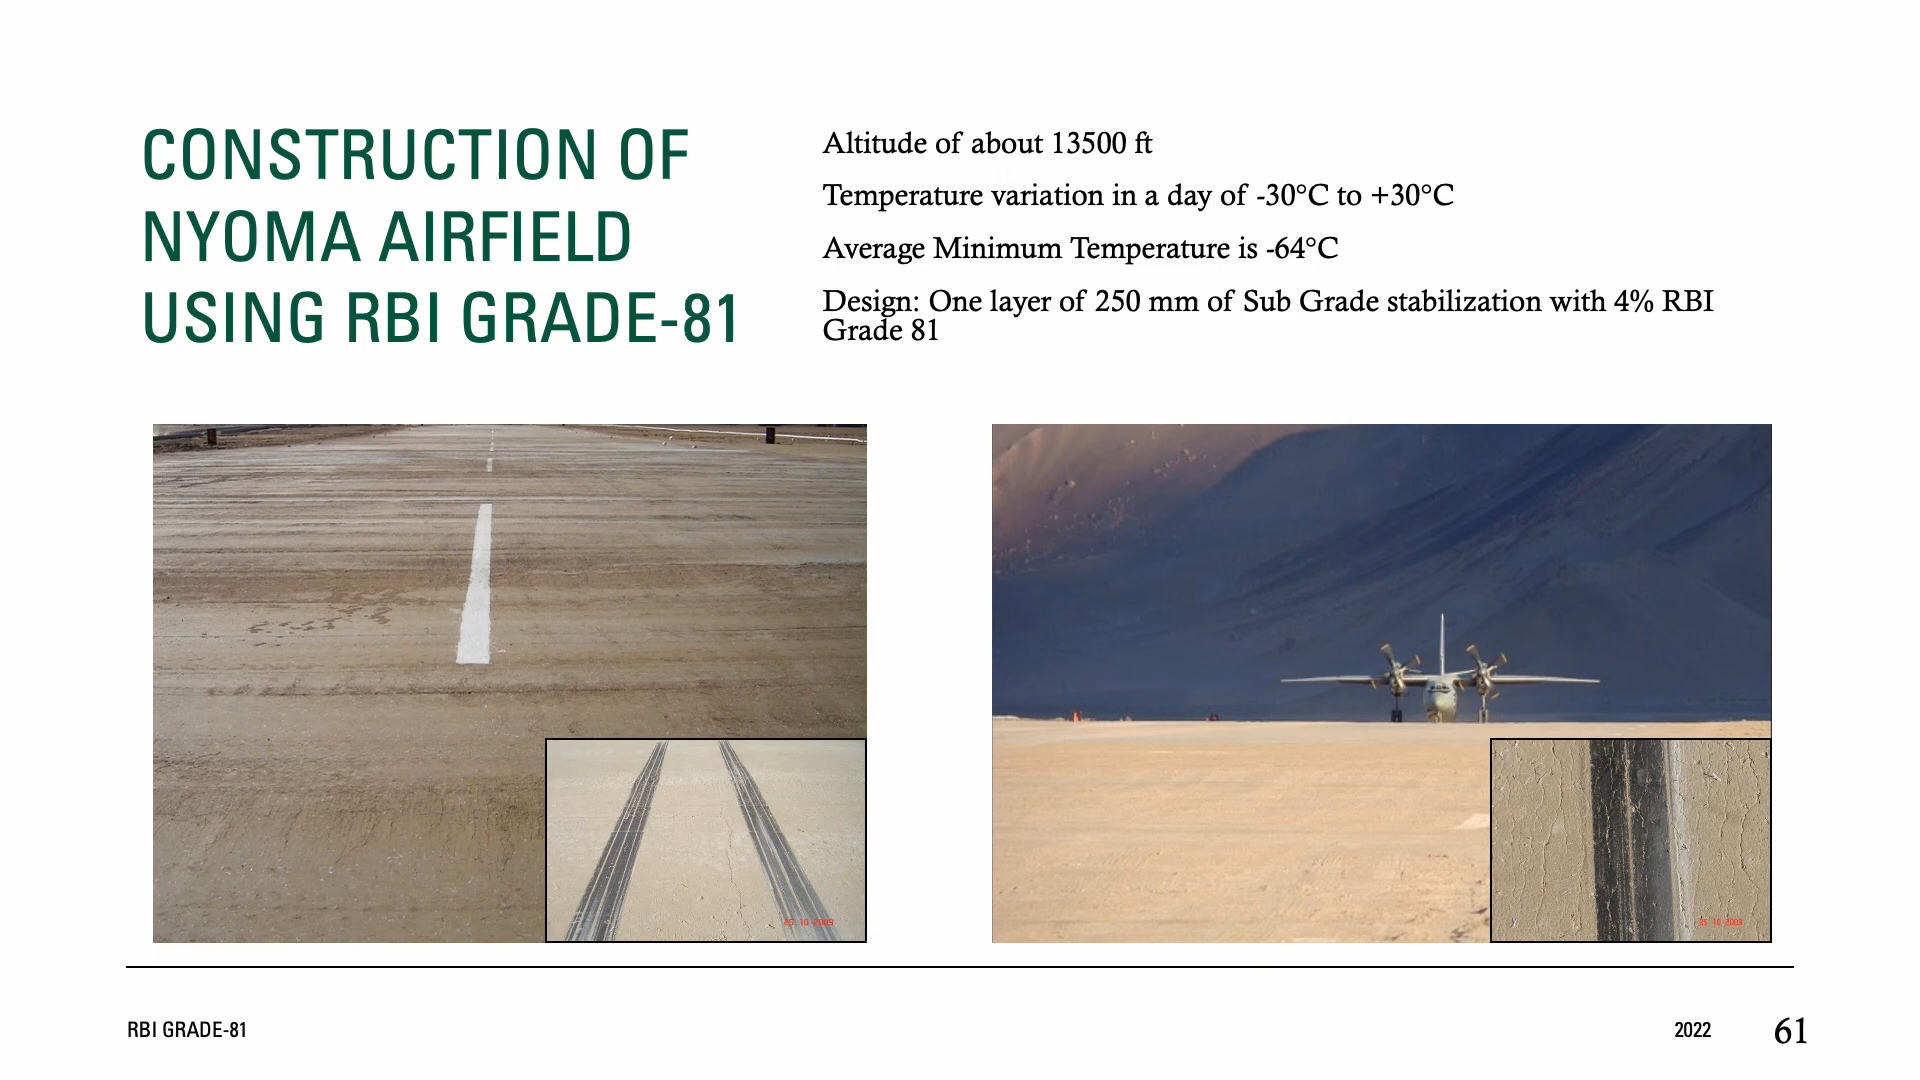 CONSTRUCTION OF
NYOMA AIRFIELD
USING RBI GRADE-81
Altitude of about 13500 ft
Temperature variation in a day of -30°C to +30°C
Average Minimum Temperature is -64°C
Design: One layer of 250 mm of Sub Grade stabilization with 4% RBI
Grade 81
10 2009
RBI GRADE-81
2022
61